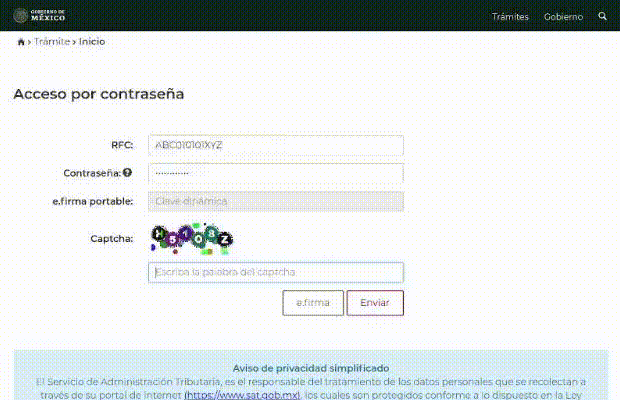 GOBIERNO DE
MÉXICO
Trámites Gobierno
> Trámite > Inicio
Acceso por contraseña
RFC: ABC010101XYZ
Contraseña: ············
e.firma portable: Clave dinámica
Captcha:
Escriba la palabra del captcha
e.firma Enviar
Aviso de privacidad simplificado
El Servicio de Administración Tributaria, es el responsable del tratamiento de los datos personales que se recolectan a
través de su portal de Internet (https://www.sat.gob.mx), los cuales son protegidos conforme a lo dispuesto en la Ley